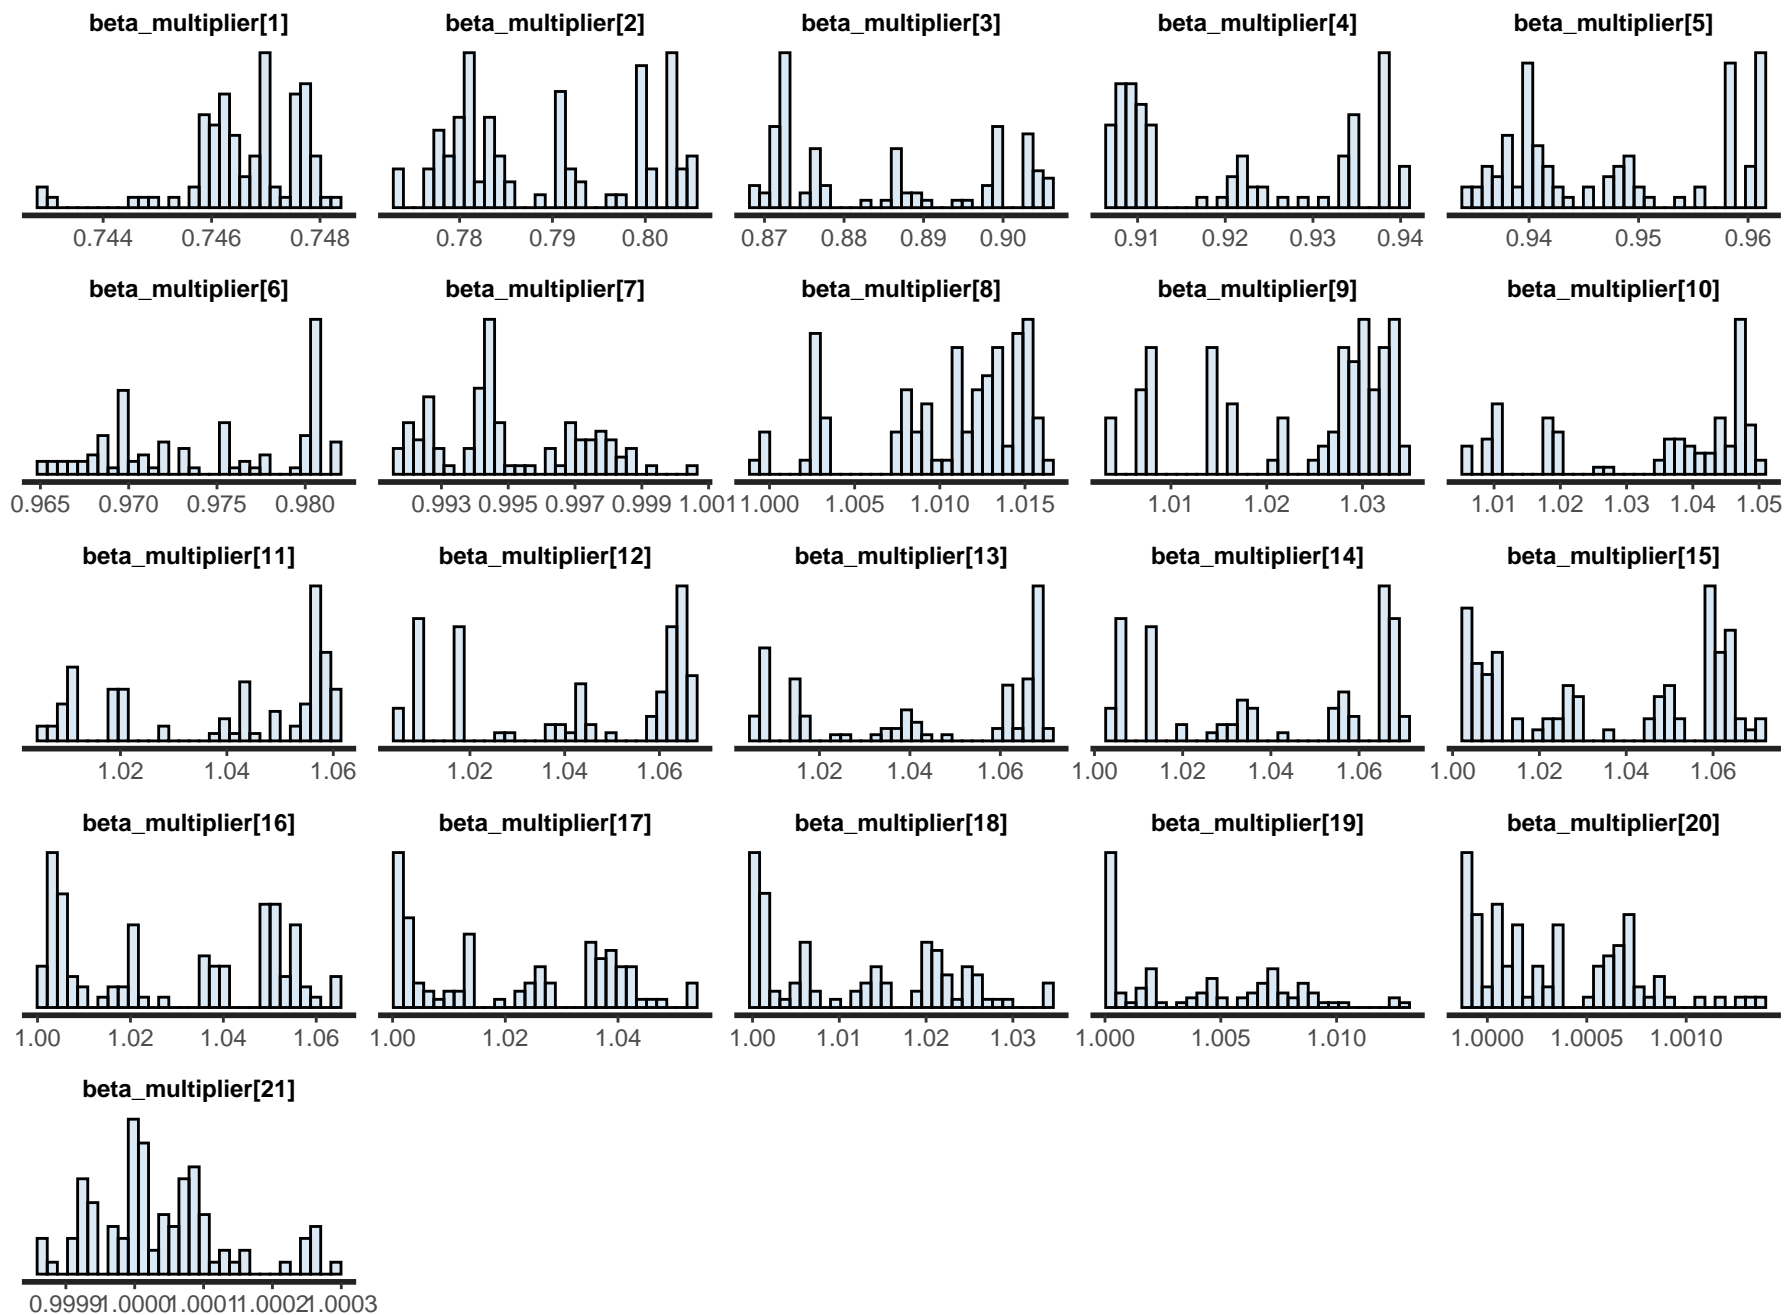 beta_multiplier[1] beta_multiplier[2] beta_multiplier[3] beta_multiplier[4] beta_multiplier[5]
0.744 0.746 0.748 0.78 0.79 0.80 0.87 0.88 0.89 0.90 0.91 0.92 0.93 0.94 0.94 0.95 0.96
beta_multiplier[6] beta_multiplier[7] beta_multiplier[8] beta_multiplier[9] beta_multiplier[10]
0.965 0.970 0.975 0.980 0.993 0.995 0.997 0.999 1.001 1.000 1.005 1.010 1.015 1.01 1.02 1.03 1.01 1.02 1.03 1.04 1.05
beta_multiplier[11] beta_multiplier[12] beta_multiplier[13] beta_multiplier[14] beta_multiplier[15]
1.02 1.04 1.06 1.02 1.04 1.06 1.02 1.04 1.06 1.00 1.02 1.04 1.06 1.00 1.02 1.04 1.06
beta_multiplier[16] beta_multiplier[17] beta_multiplier[18] beta_multiplier[19] beta_multiplier[20]
1.00 1.02 1.04 1.06 1.00 1.02 1.04 1.00 1.01 1.02 1.03 1.000 1.005 1.010 1.0000 1.0005 1.0010
beta_multiplier[21]
0.9999 1.0000 1.0001 1.0002 1.0003